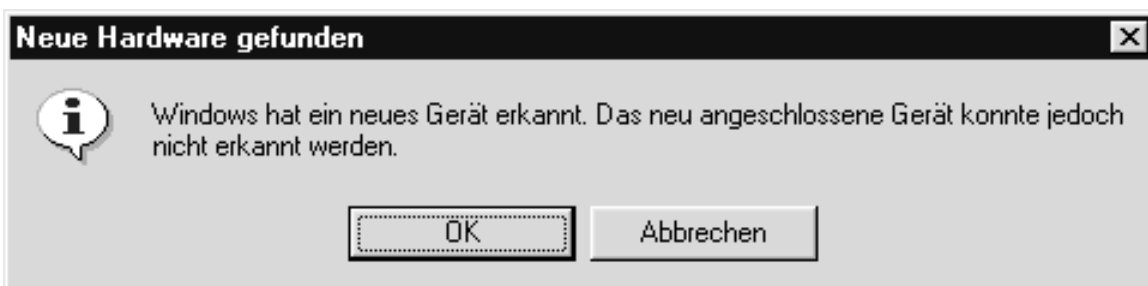 Neue Hardware gefunden
Windows hat ein neues Gerät erkannt. Das neu angeschlossene Gerät konnte jedoch
nicht erkannt werden.
OK
Abbrechen